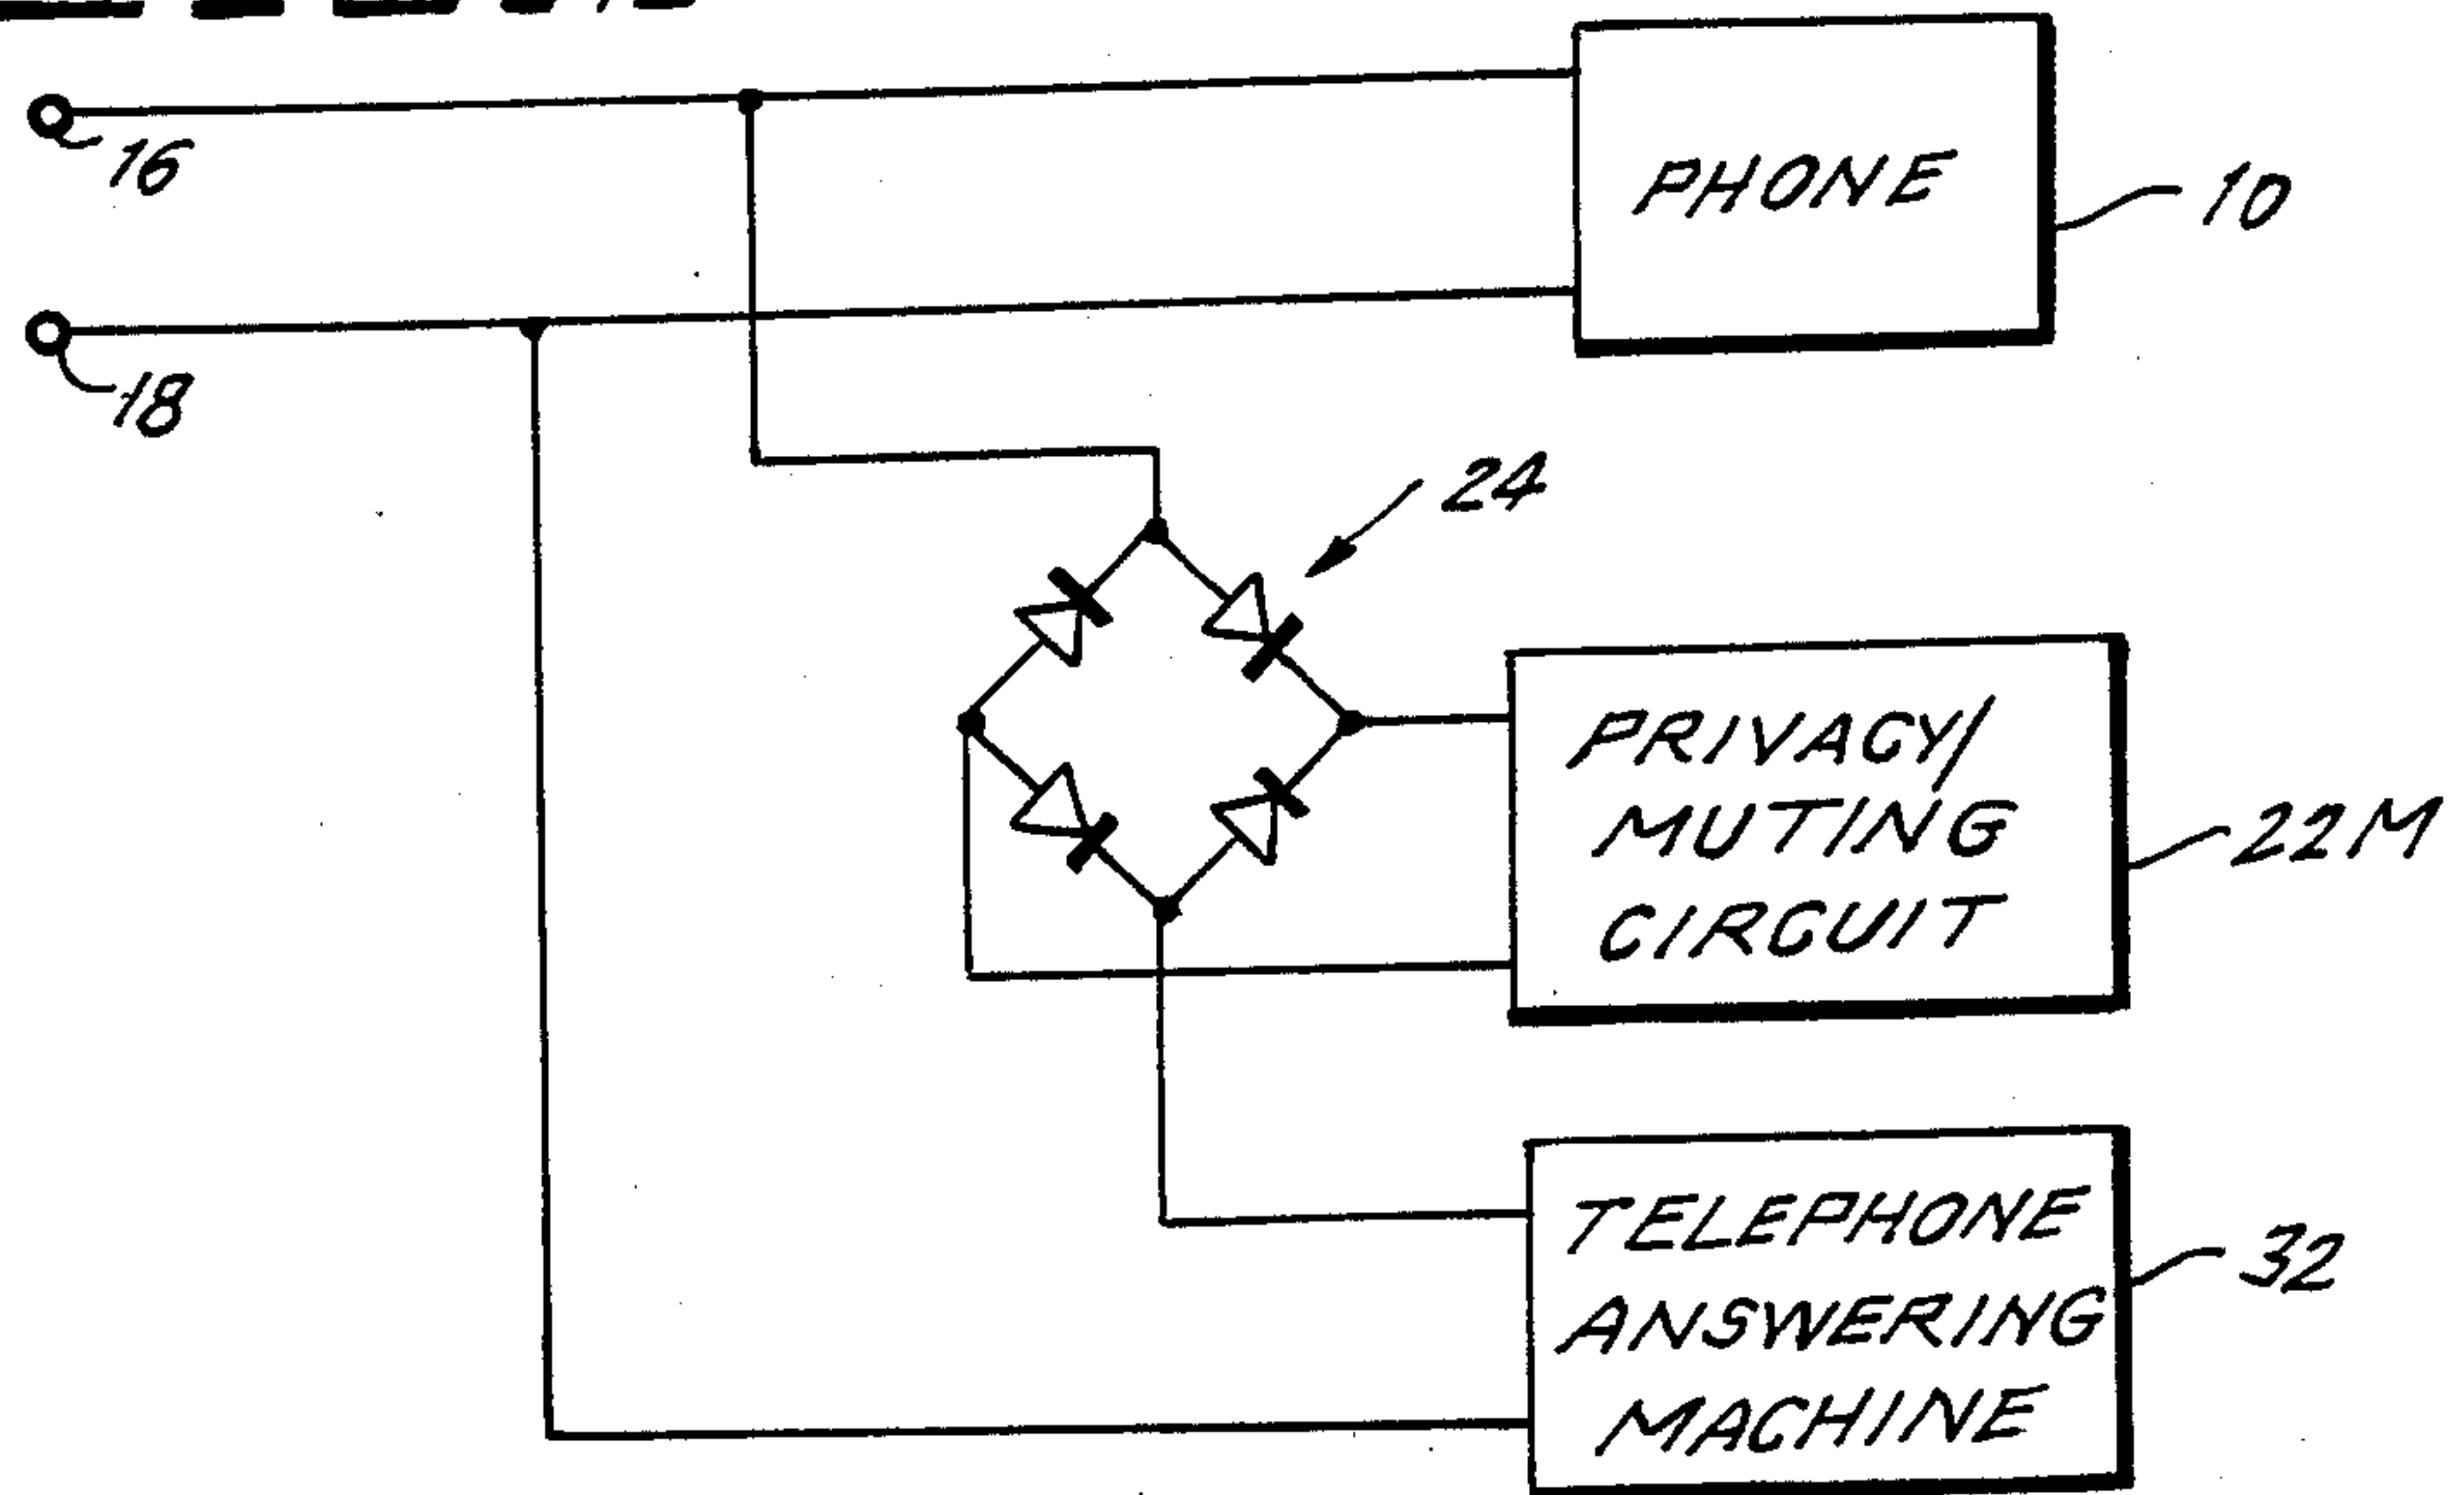 16
PHONE
10
18
24
PRIVACY/
MUTING
CIRCUIT
22M
TELEPHONE
ANSWERING
MACHINE
32